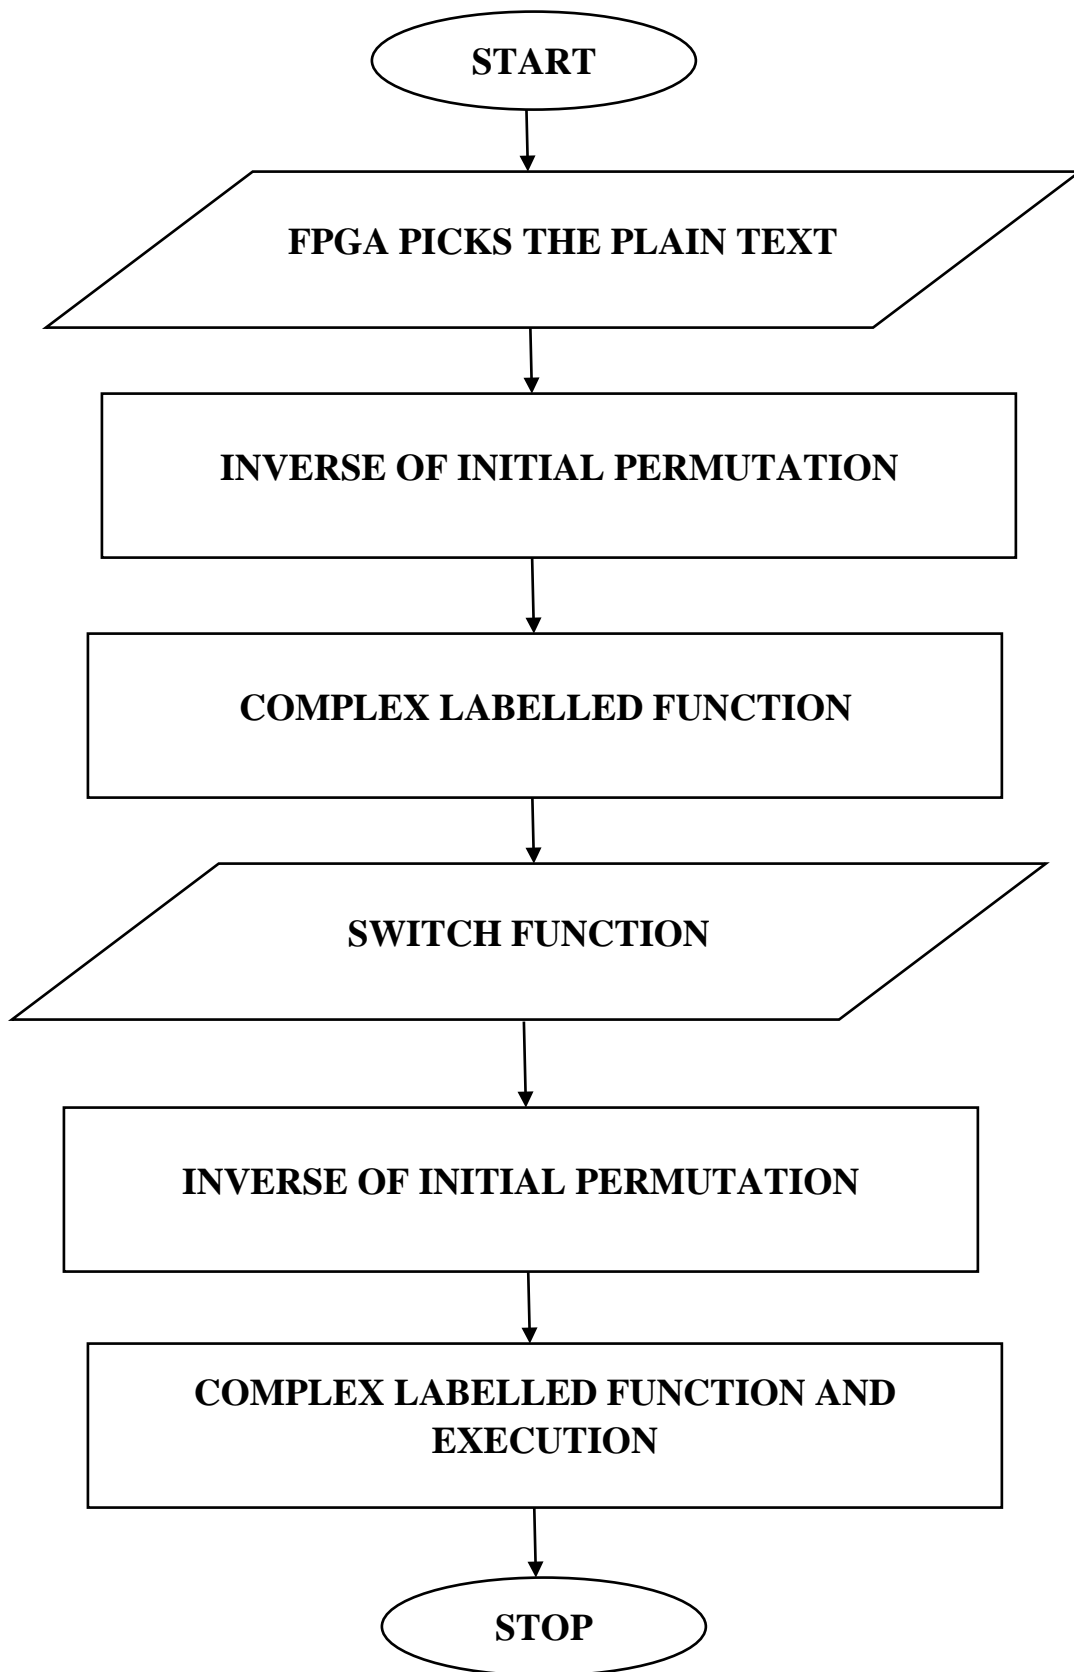 START
FPGA PICKS THE PLAIN TEXT
INVERSE OF INITIAL PERMUTATION
COMPLEX LABELLED FUNCTION
SWITCH FUNCTION
INVERSE OF INITIAL PERMUTATION
COMPLEX LABELLED FUNCTION AND
EXECUTION
STOP